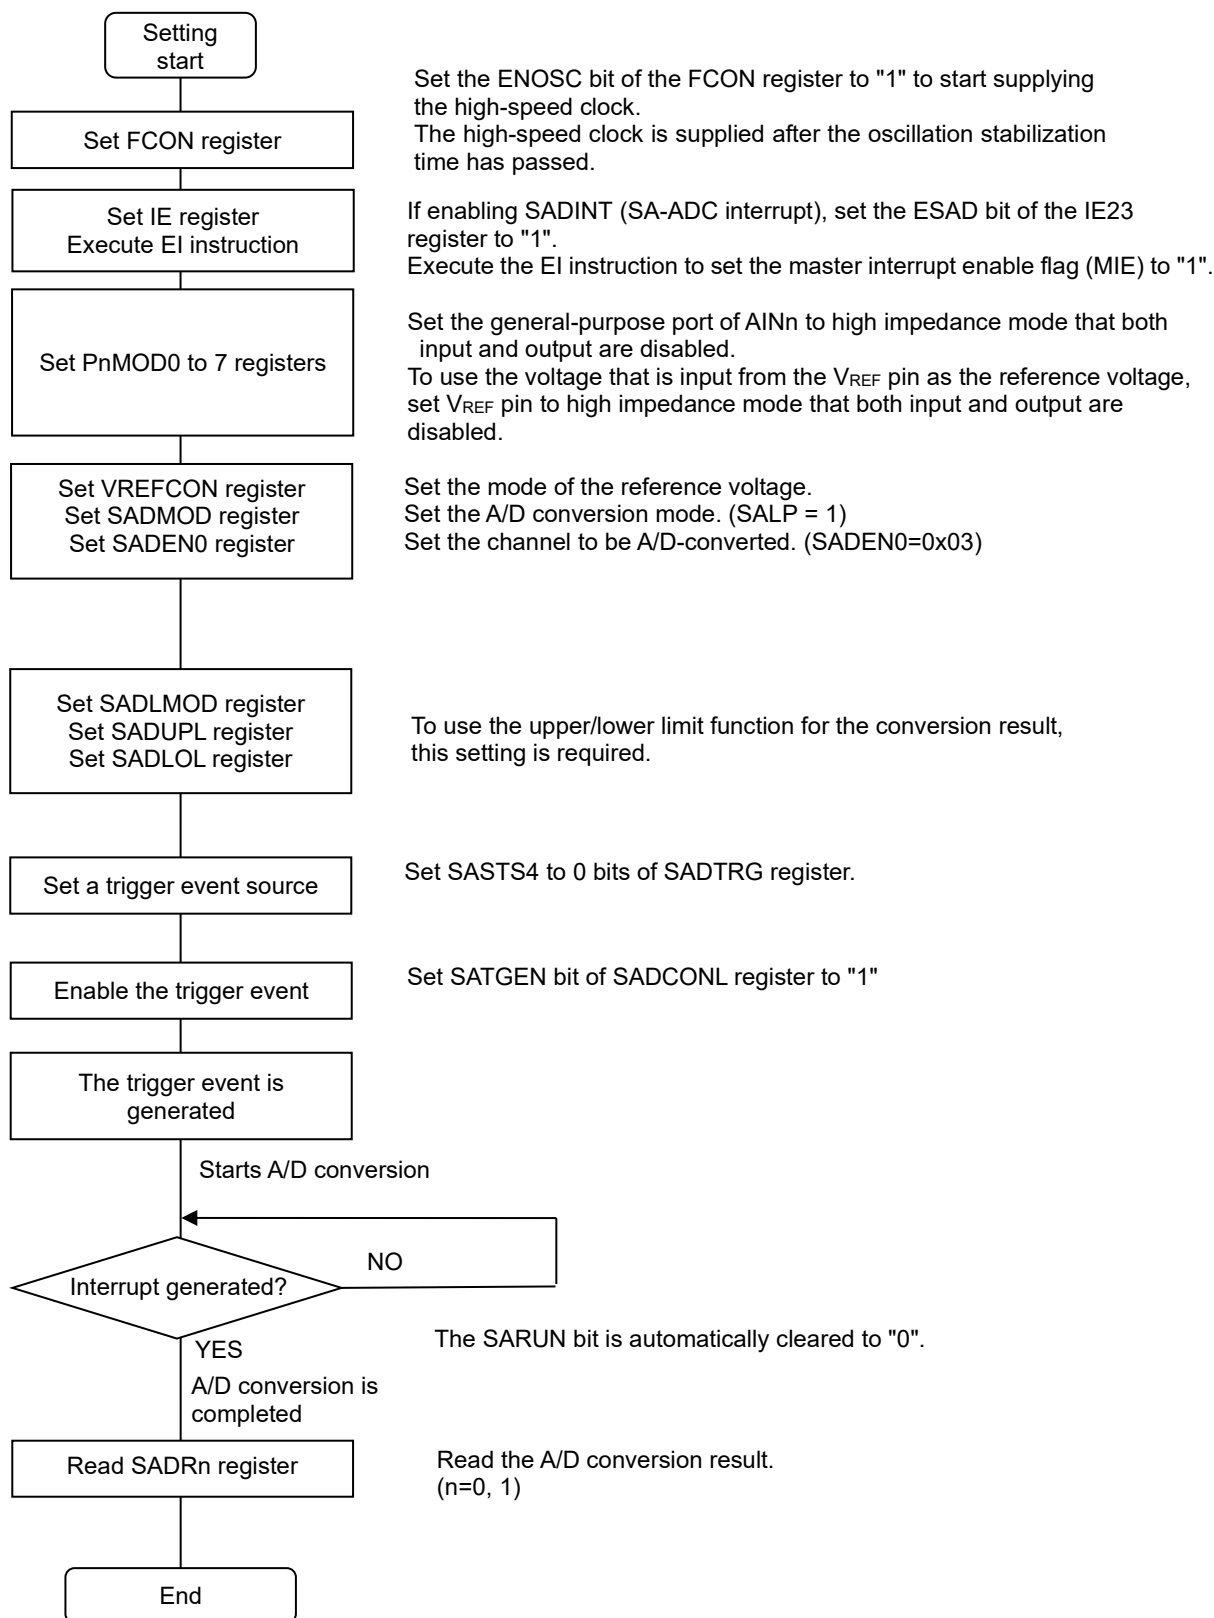 Setting
start
Set the ENOSC bit of the FCON register to "1" to start supplying
the high-speed clock.
The high-speed clock is supplied after the oscillation stabilization
time has passed.
Set FCON register
Set IE register
Execute EI instruction
If enabling SADINT (SA-ADC interrupt), set the ESAD bit of the IE23
register to "1".
Execute the EI instruction to set the master interrupt enable flag (MIE) to "1".
Set PnMOD0 to 7 registers
Set the general-purpose port of AINn to high impedance mode that both
input and output are disabled.
To use the voltage that is input from the VREF pin as the reference voltage,
set VREF pin to high impedance mode that both input and output are
disabled.
Set VREFCON register
Set SADMOD register
Set SADEN0 register
Set the mode of the reference voltage.
Set the A/D conversion mode. (SALP = 1)
Set the channel to be A/D-converted. (SADEN0=0x03)
Set SADLMOD register
Set SADUPL register
Set SADLOL register
To use the upper/lower limit function for the conversion result,
this setting is required.
Set a trigger event source
Set SASTS4 to 0 bits of SADTRG register.
Enable the trigger event
Set SATGEN bit of SADCONL register to "1"
The trigger event is
generated
Starts A/D conversion
NO
Interrupt generated?
YES
The SARUN bit is automatically cleared to "0".
A/D conversion is
completed
Read SADRn register
Read the A/D conversion result.
(n=0, 1)
End